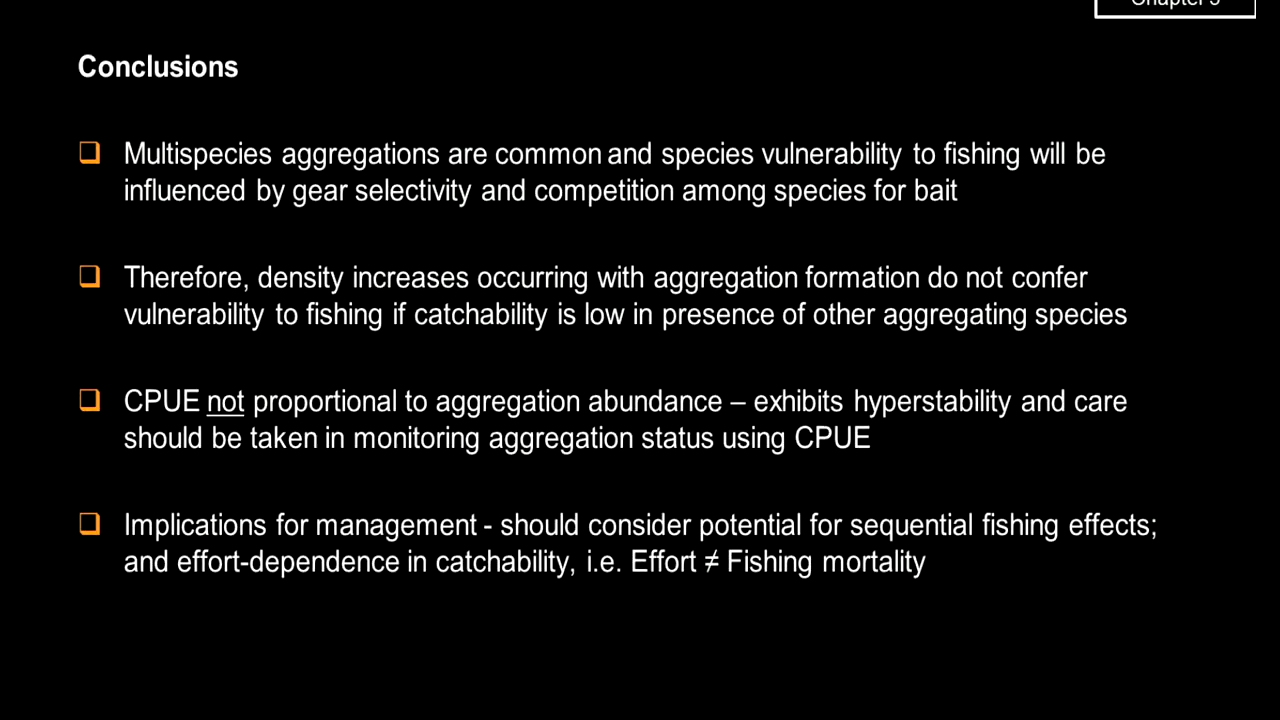 Chapter
Conclusions
Multispecies aggregations are common and species vulnerability to fishing will be
influenced by gear selectivity and competition among species for bait
Therefore, density increases occurring with aggregation formation do not confer
vulnerability to fishing if catchability is low in presence of other aggregating species
CPUE not proportional to aggregation abundance – exhibits hyperstability and care
should be taken in monitoring aggregation status using CPUE
Implications for management - should consider potential for sequential fishing effects;
and effort-dependence in catchability, i.e. Effort ≠ Fishing mortality